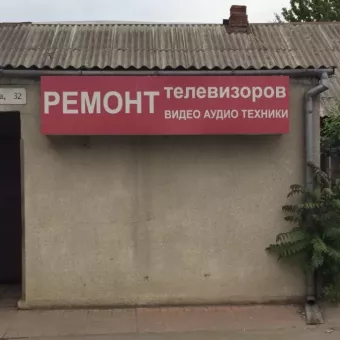 а, 32
РЕМОНТ телевизоров
ВИДЕО АУДИО ТЕХНИКИ